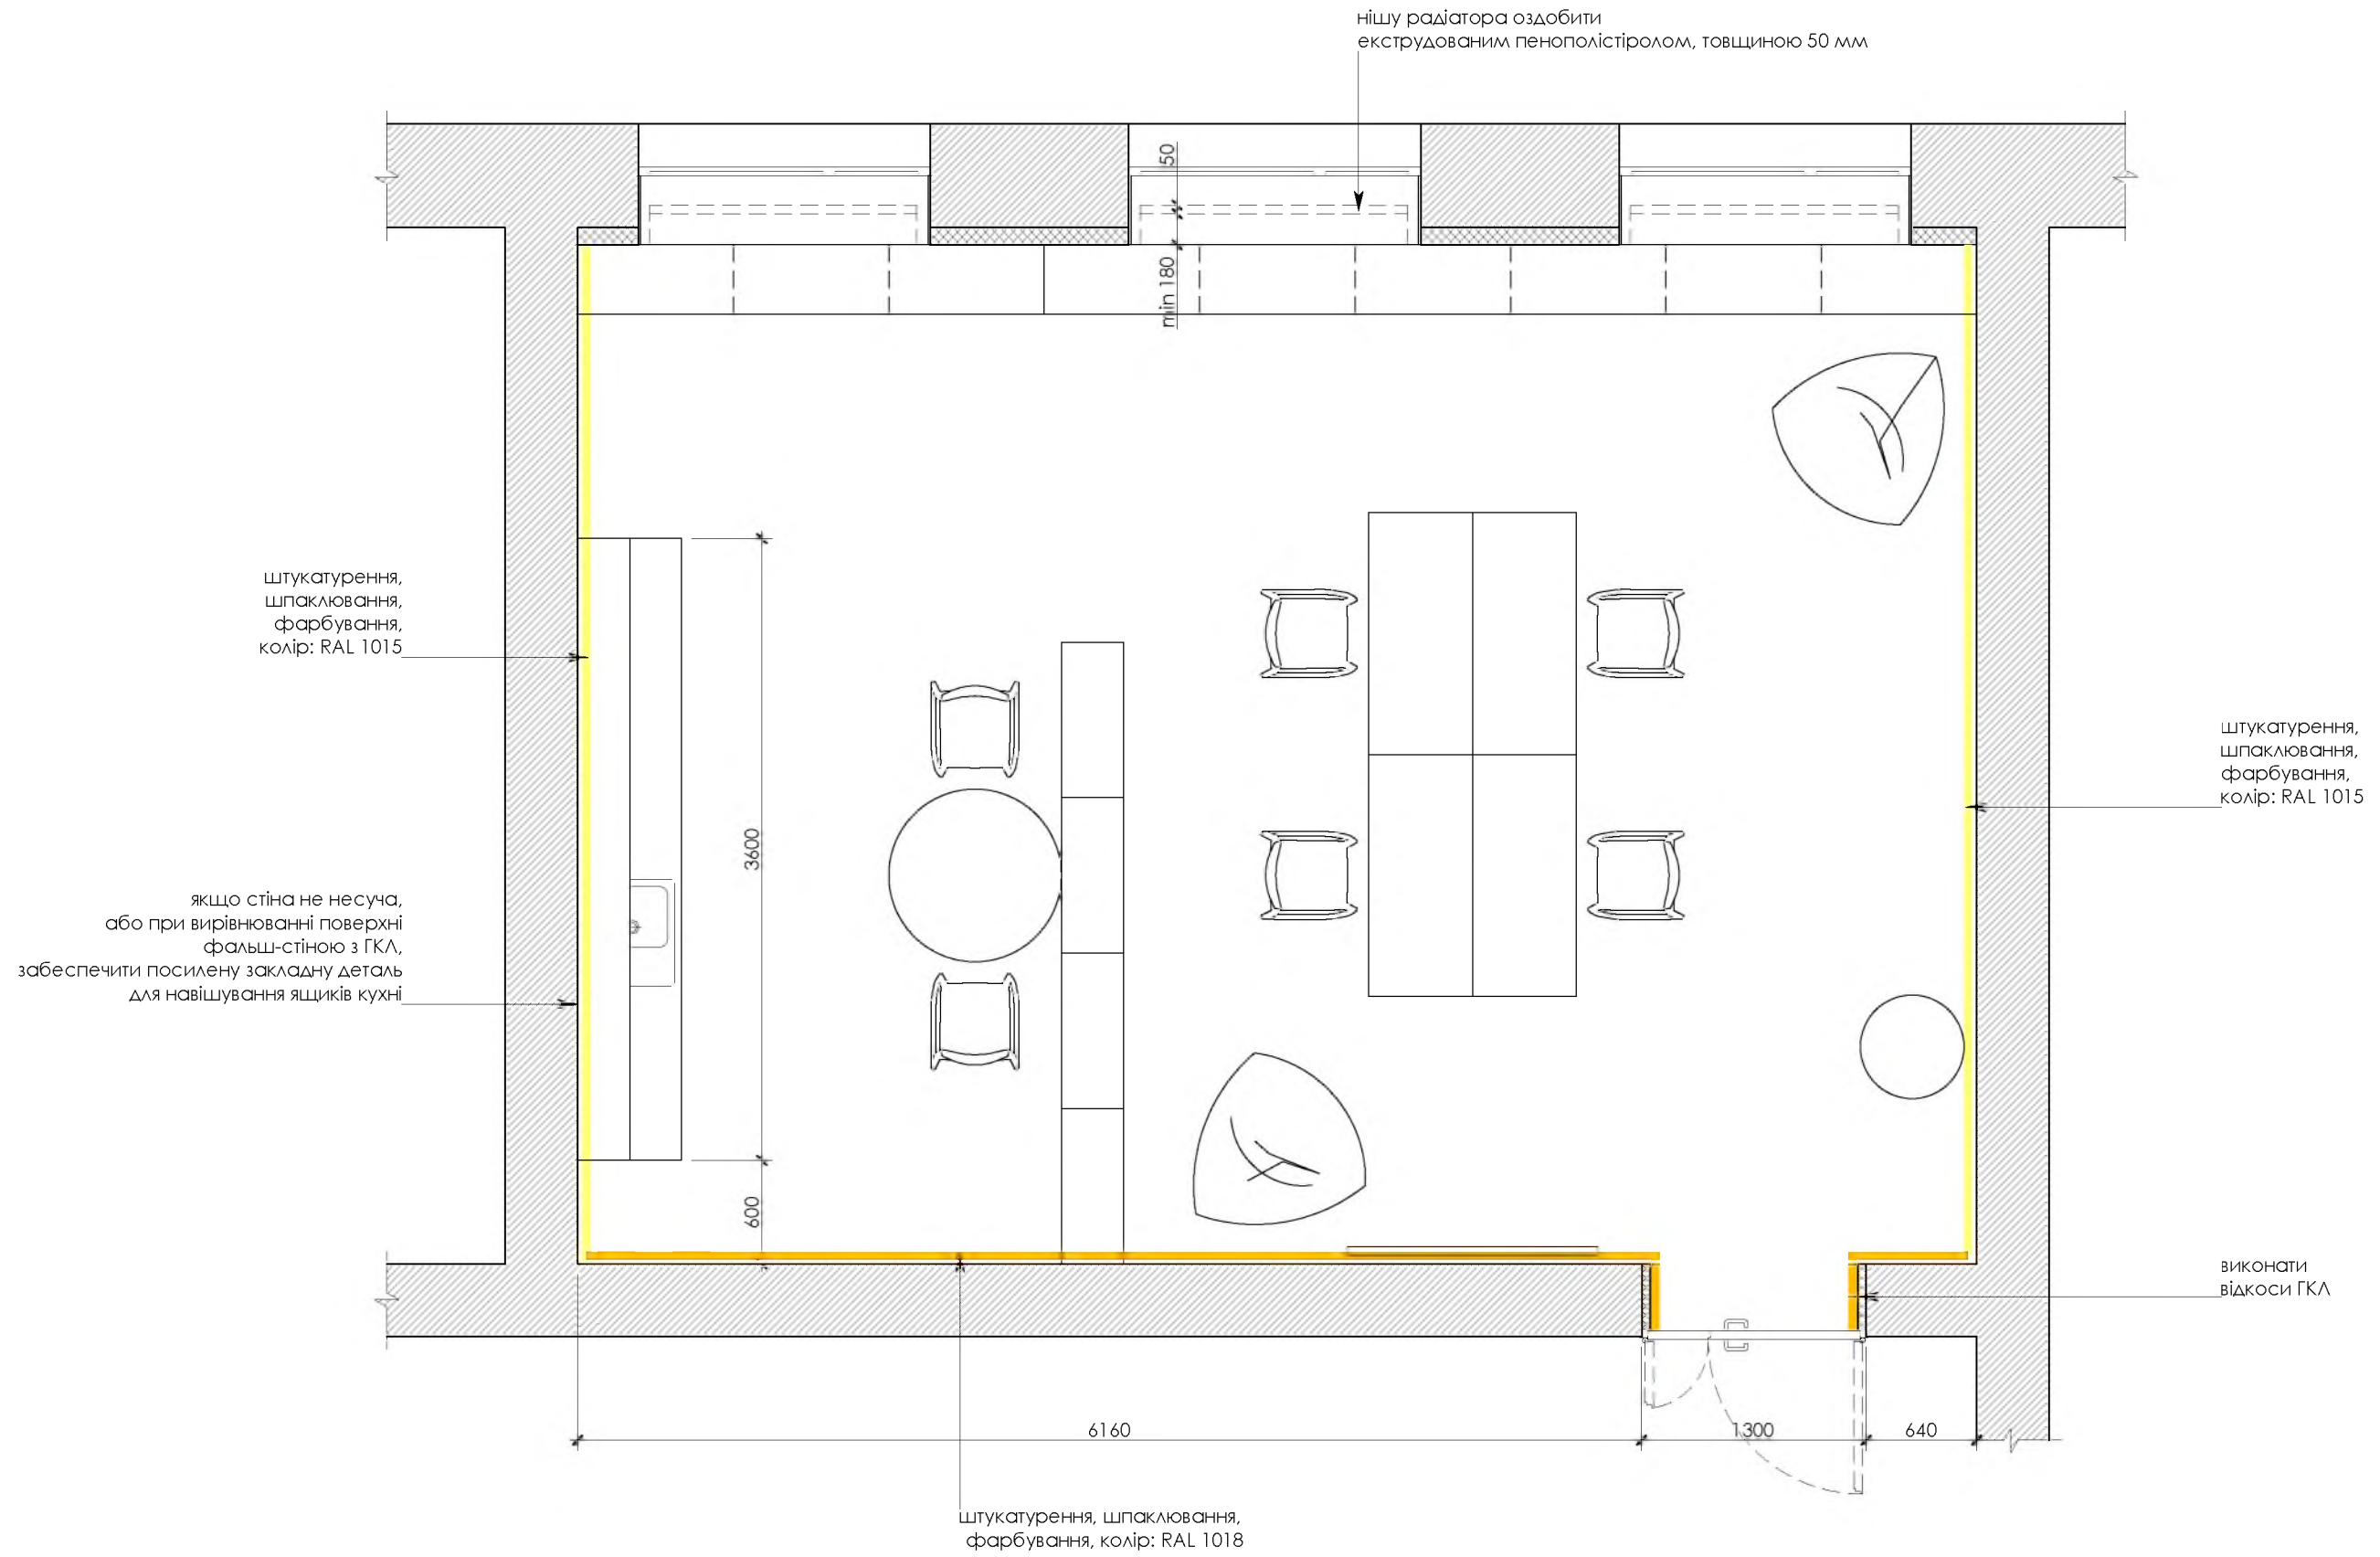 нішу радіатора оздобити
екструдованим пенополістіролом, товщиною 50 мм
50
min 180
штукатурення,
шпаклювання,
фарбування,
колір: RAL 1015
штукатурення,
шпаклювання,
фарбування,
колір: RAL 1015
3600
якщо стіна не несуча,
або при вирівнюванні поверхні
фальш-стіною з ГКЛ,
забеспечити посилену закладну деталь
для навішування ящиків кухні
600
виконати
відкоси ГКЛ
6160
1300
640
штукатурення, шпаклювання,
фарбування, колір: RAL 1018